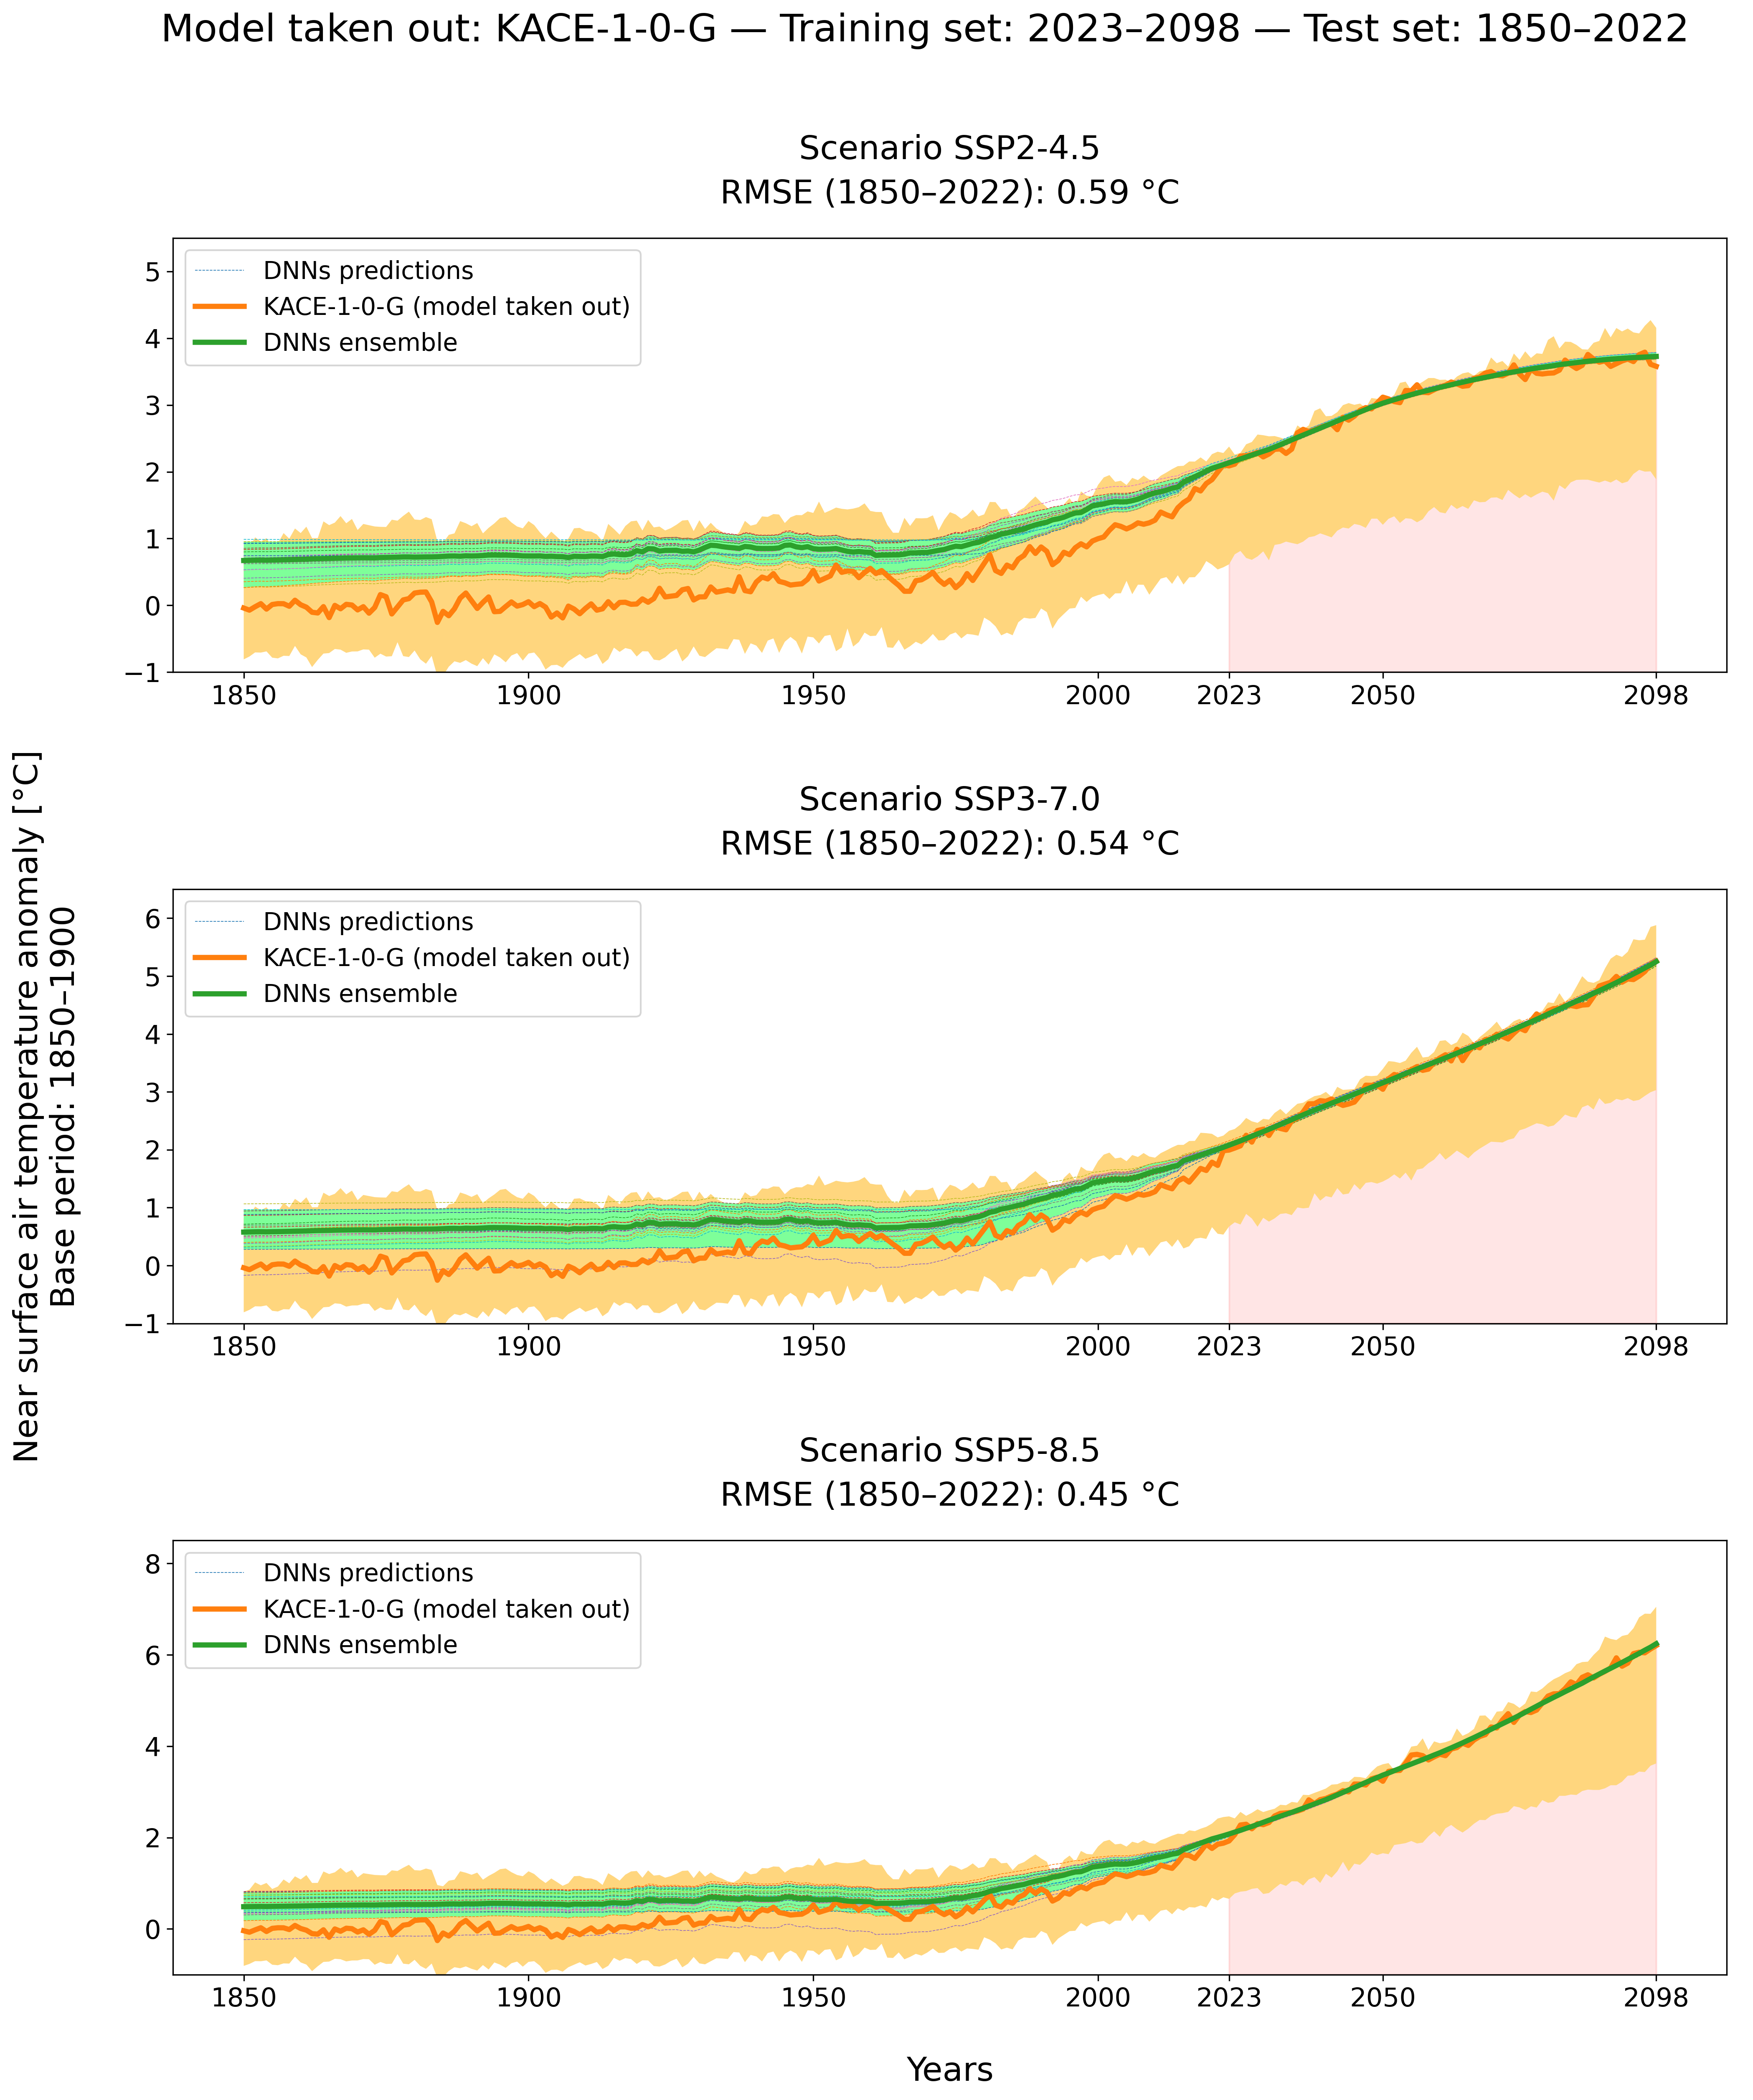 Model taken out: KACE-1-0-G — Training set: 2023–2098 — Test set: 1850–2022
Scenario SSP2-4.5
RMSE (1850–2022): 0.59 °C
DNNs predictions
KACE-1-0-G (model taken out)
DNNs ensemble
5
4
3
2
1
0
−1
1850 1900 1950 2000 2023 2050 2098
Near surface air temperature anomaly [°C]
Base period: 1850–1900
Scenario SSP3-7.0
RMSE (1850–2022): 0.54 °C
DNNs predictions
KACE-1-0-G (model taken out)
DNNs ensemble
6
5
4
3
2
1
0
−1
1850 1900 1950 2000 2023 2050 2098
Scenario SSP5-8.5
RMSE (1850–2022): 0.45 °C
DNNs predictions
KACE-1-0-G (model taken out)
DNNs ensemble
8
6
4
2
0
1850 1900 1950 2000 2023 2050 2098
Years